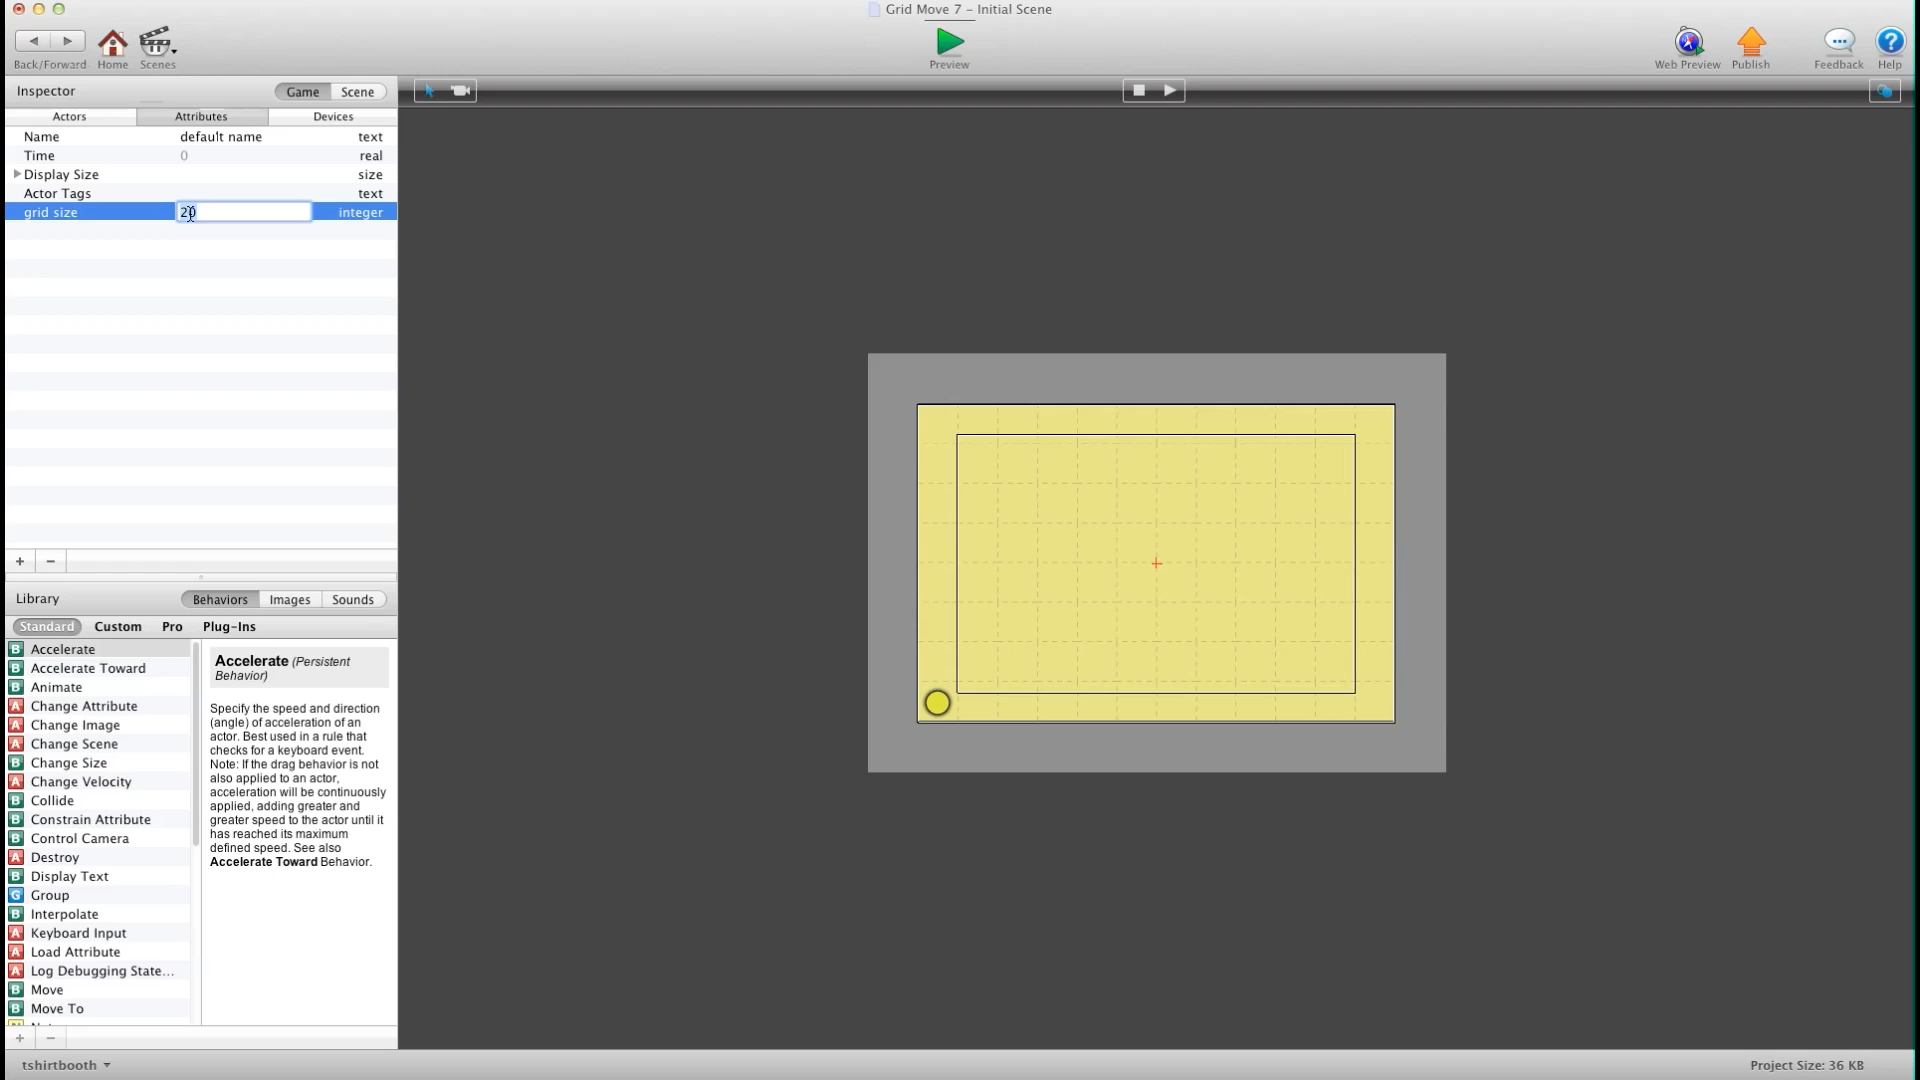 Grid Move 7 – Initial Scene
Back/Forward
Home
Scenes
Preview
Web Preview
Publish
Feedback
Help
Inspector
Game
Scene
Actors
Attributes
Devices
Name default name text
Time 0 real
Display Size size
Actor Tags text
grid size 20 integer
+ −
Library
Behaviors
Images
Sounds
Standard
Custom
Pro
Plug-Ins
B Accelerate
B Accelerate Toward
B Animate
A Change Attribute
A Change Image
A Change Scene
B Change Size
A Change Velocity
B Collide
B Constrain Attribute
B Control Camera
A Destroy
B Display Text
G Group
B Interpolate
A Keyboard Input
A Load Attribute
A Log Debugging State...
B Move
B Move To
Accelerate (Persistent
Behavior)
Specify the speed and direction
(angle) of acceleration of an
actor. Best used in a rule that
checks for a keyboard event.
Note: If the drag behavior is not
also applied to an actor,
acceleration will be continuously
applied, adding greater and
greater speed to the actor until it
has reached its maximum
defined speed. See also
Accelerate Toward Behavior.
+ −
tshirtbooth
Project Size: 36 KB